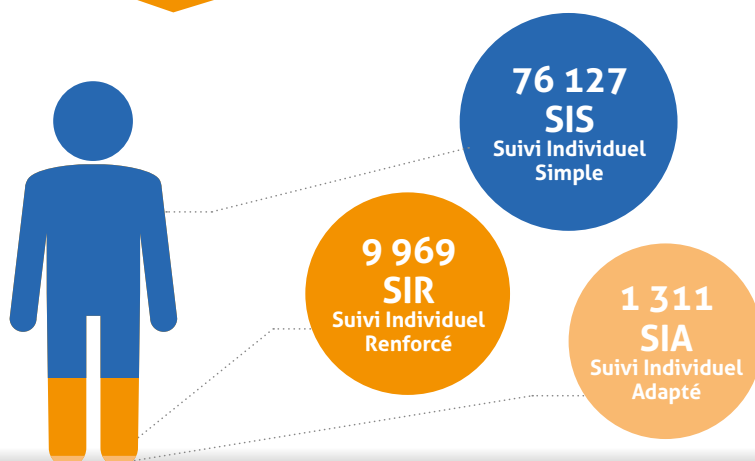 76 127
SIS
Suivi Individuel
Simple
9 969
SIR
Suivi Individuel
Renforcé
1 311
SIA
Suivi Individuel
Adapté